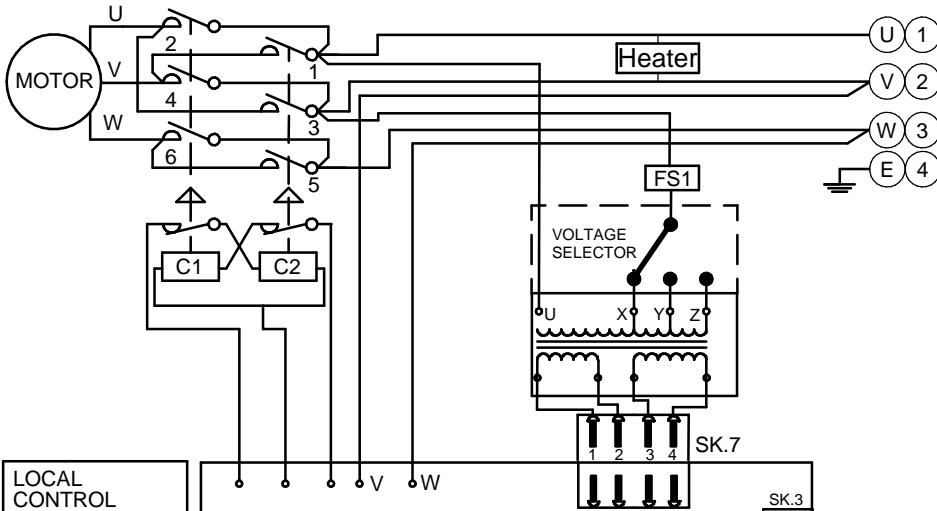 U
2
1
U 1
Heater
MOTOR
V
4
3
V 2
W
6
5
W 3
E 4
FS1
VOLTAGE
SELECTOR
C1 C2
U X Y Z
1 2 3 4
SK.7
LOCAL
CONTROL
V W
SK.3